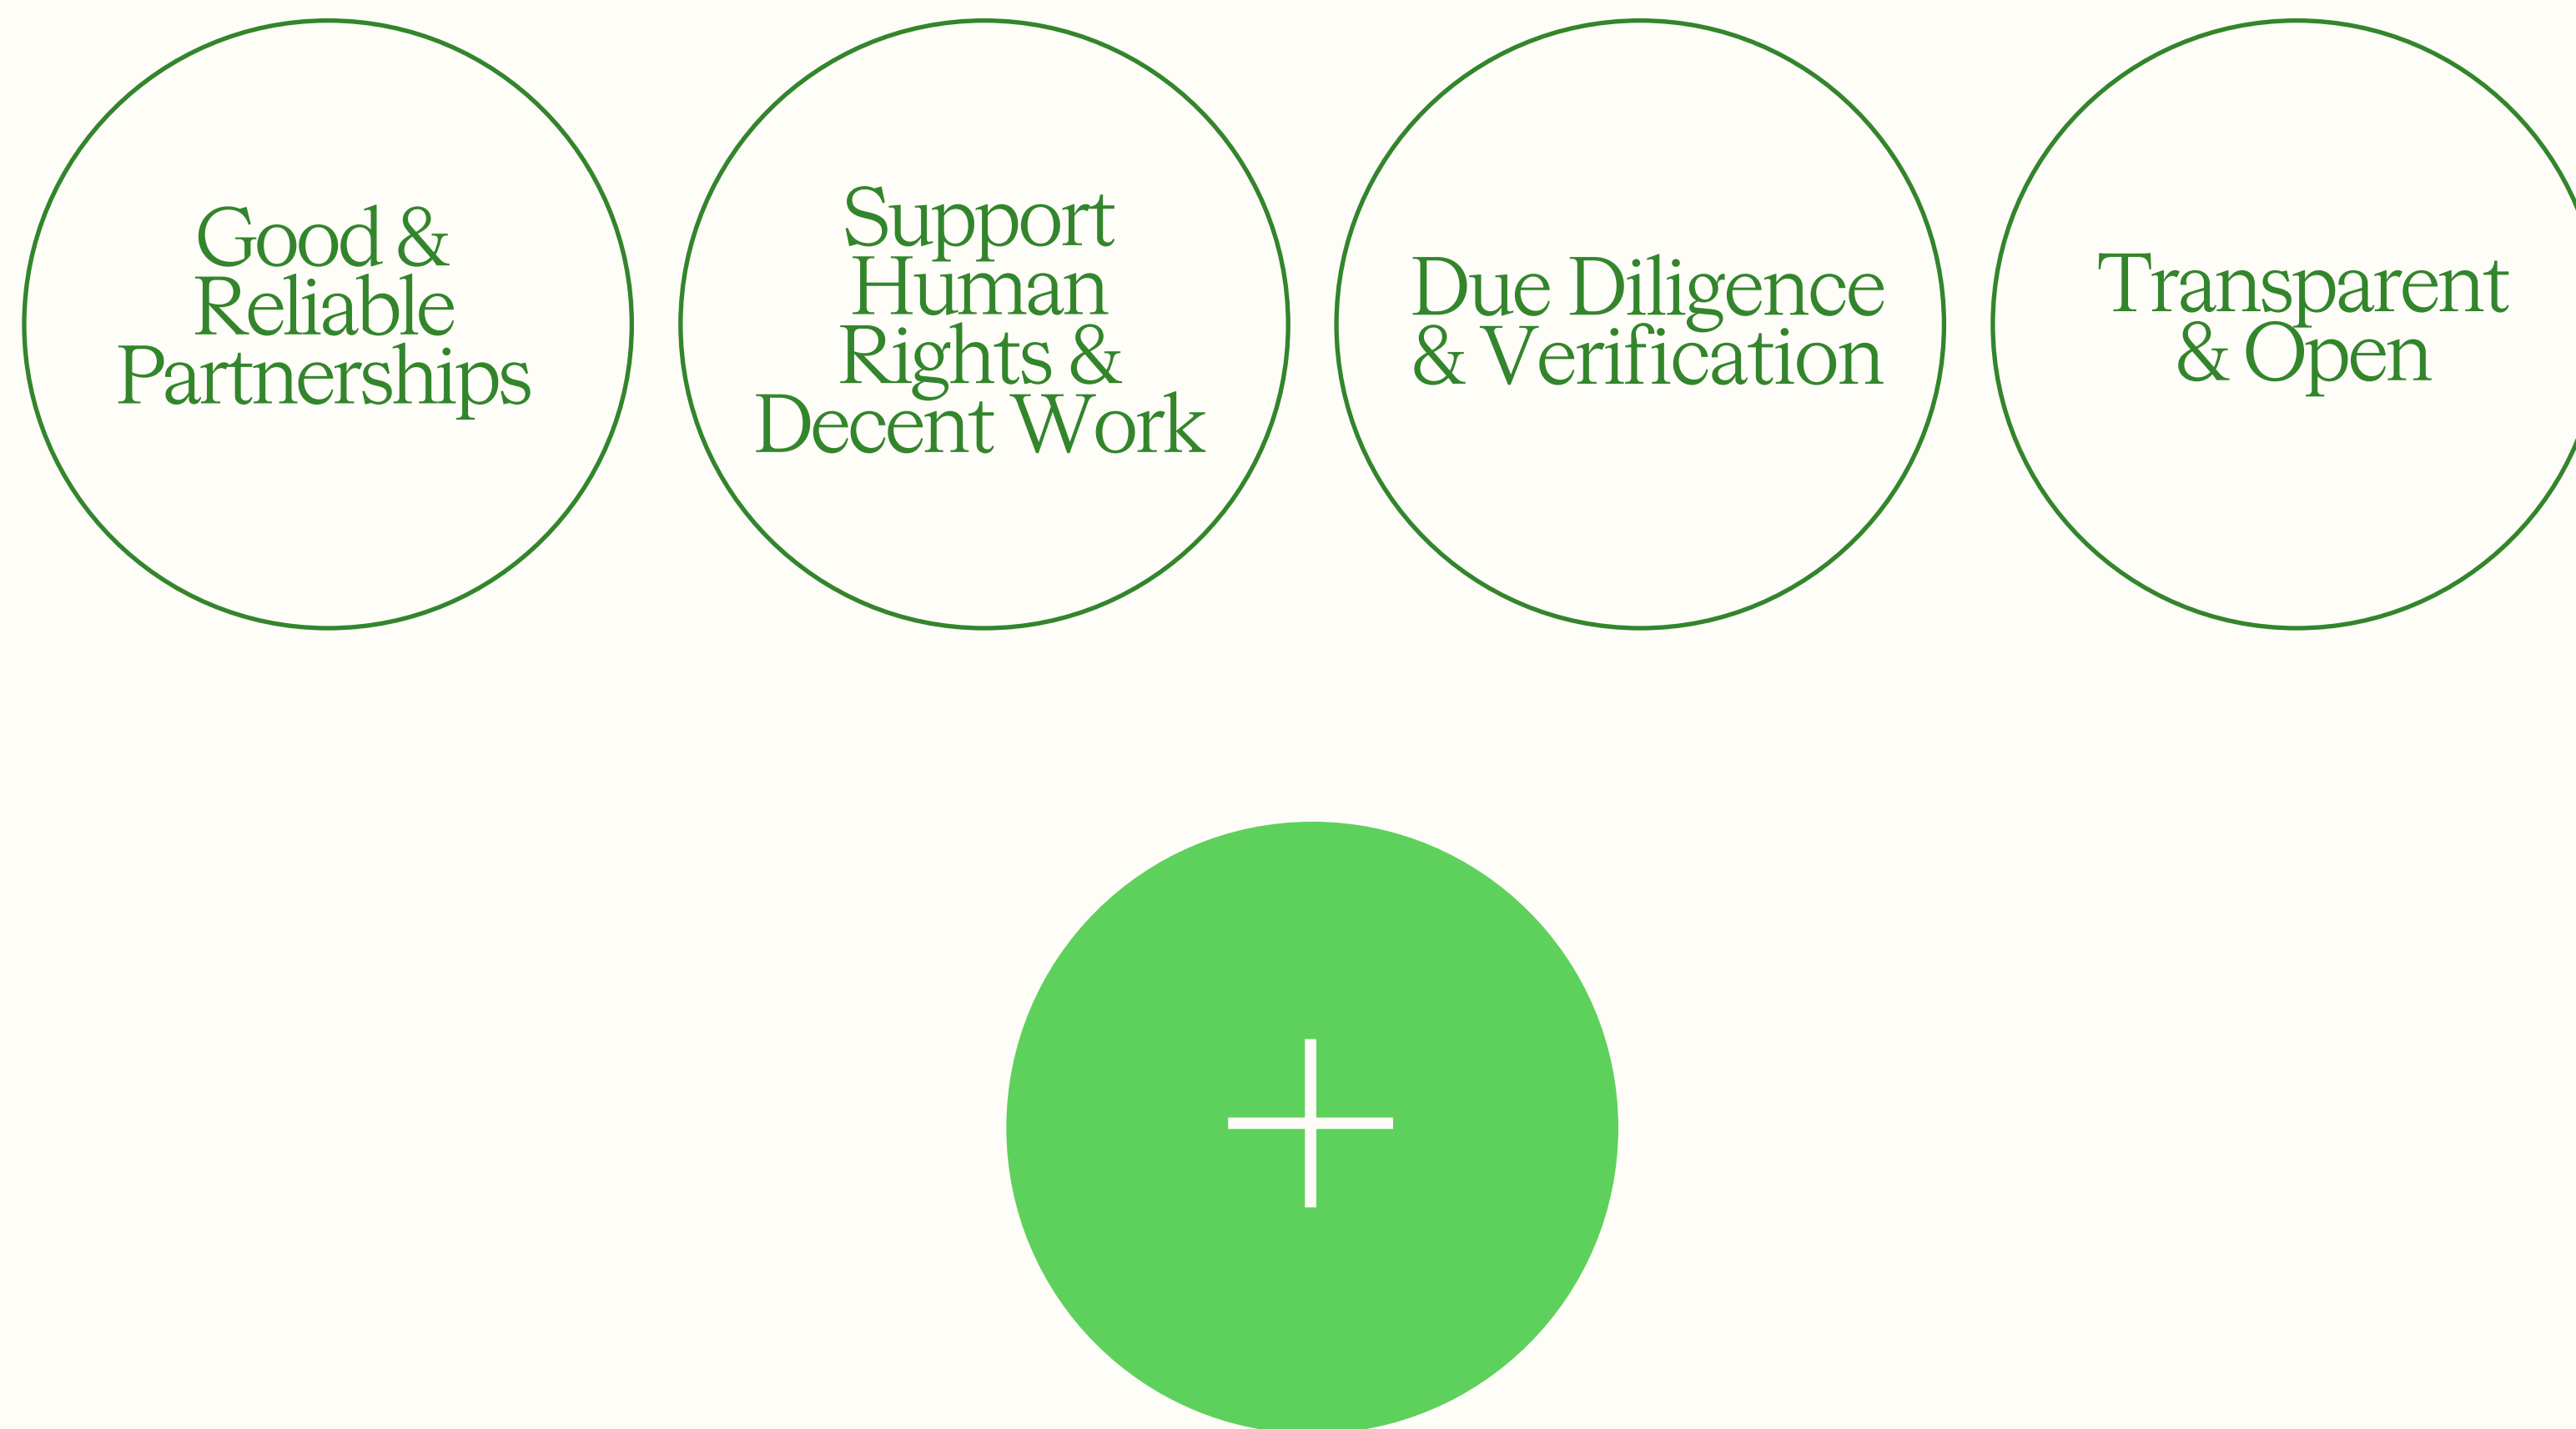 Good &
Reliable
Partnerships
Support
Human
Rights &
Decent Work
Due Diligence
& Verification
Transparent
& Open